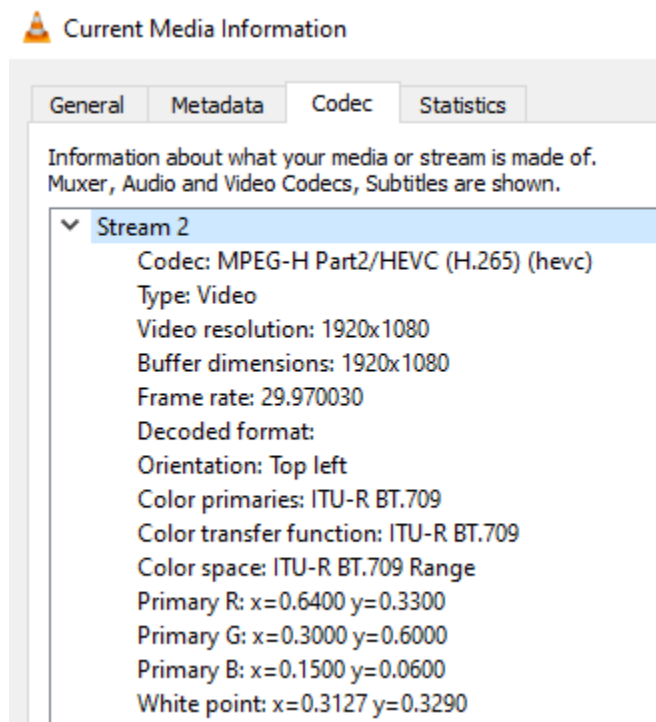 Current Media Information
General Metadata Codec Statistics
Information about what your media or stream is made of.
Muxer, Audio and Video Codecs, Subtitles are shown.
Stream 2
Codec: MPEG-H Part2/HEVC (H.265) (hevc)
Type: Video
Video resolution: 1920x1080
Buffer dimensions: 1920x1080
Frame rate: 29.970030
Decoded format:
Orientation: Top left
Color primaries: ITU-R BT.709
Color transfer function: ITU-R BT.709
Color space: ITU-R BT.709 Range
Primary R: x=0.6400 y=0.3300
Primary G: x=0.3000 y=0.6000
Primary B: x=0.1500 y=0.0600
White point: x=0.3127 y=0.3290